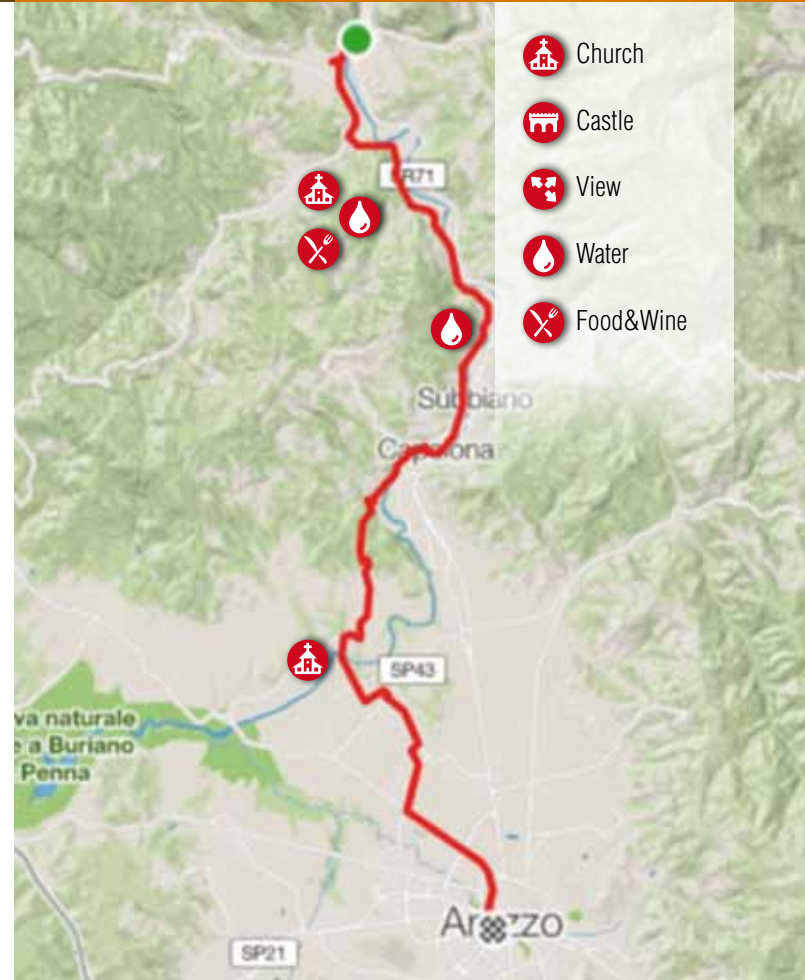 Church
Castle
View
Water
Food&Wine
SR71
Subbiano
Capolona
SP43
va naturale
e a Buriano
Penna
Arezzo
SP21